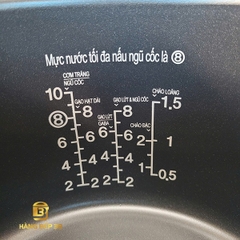 Mực nước tối đa nấu ngũ cốc là ⑧
CƠM TRẮNG
NGŨ CỐC
10
⑧
6
4
2
GẠO HẠT DÀI
8
6
4
2
GẠO LỨT & NGŨ CỐC
GẠO LỨT
GABA
8
6
4
2
6
4
2
CHÁO LOÃNG
1.5
1
0.5
CHÁO ĐẶC
2
1